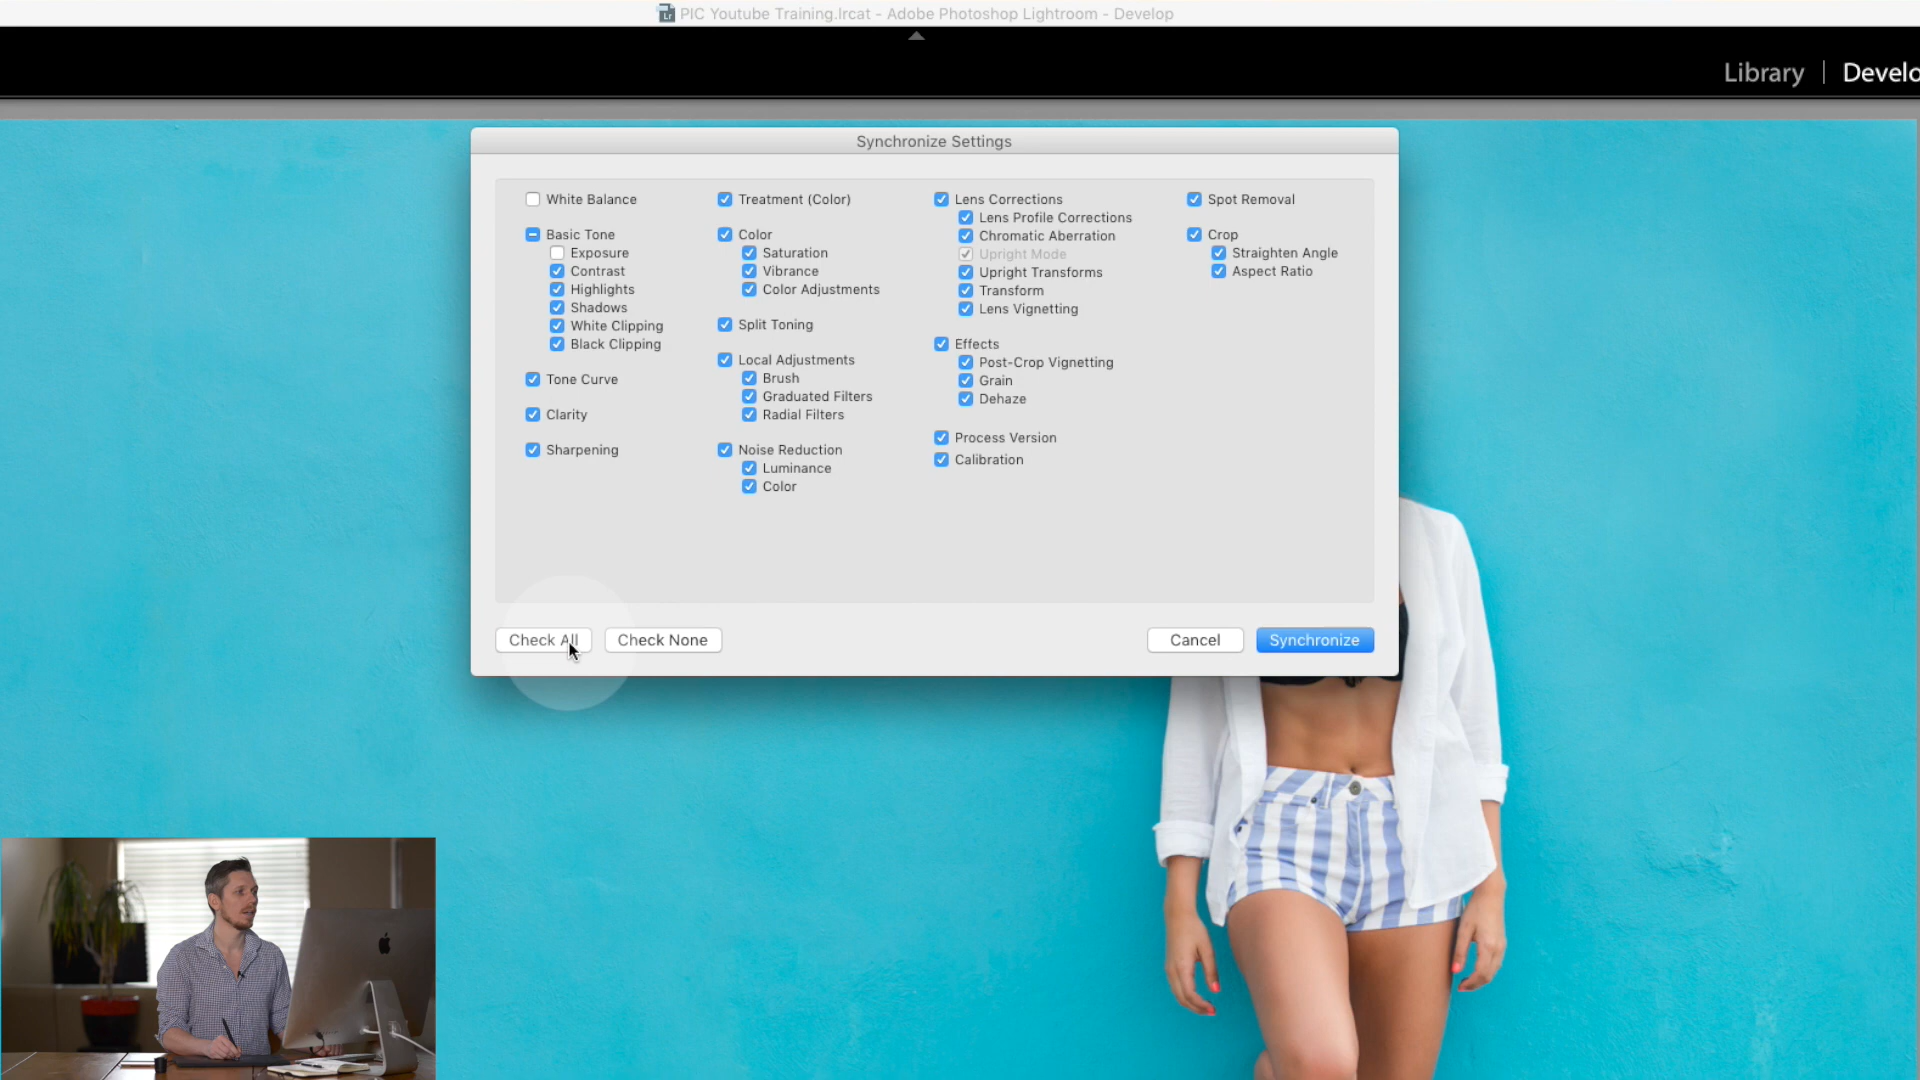 PIC Youtube Training.lrcat - Adobe Photoshop Lightroom - Develop
Library | Develo
Synchronize Settings
White Balance
Basic Tone
Exposure
Contrast
Highlights
Shadows
White Clipping
Black Clipping
Tone Curve
Clarity
Sharpening
Treatment (Color)
Color
Saturation
Vibrance
Color Adjustments
Split Toning
Local Adjustments
Brush
Graduated Filters
Radial Filters
Noise Reduction
Luminance
Color
Lens Corrections
Lens Profile Corrections
Chromatic Aberration
Upright Mode
Upright Transforms
Transform
Lens Vignetting
Effects
Post-Crop Vignetting
Grain
Dehaze
Process Version
Calibration
Spot Removal
Crop
Straighten Angle
Aspect Ratio
Check All
Check None
Cancel
Synchronize